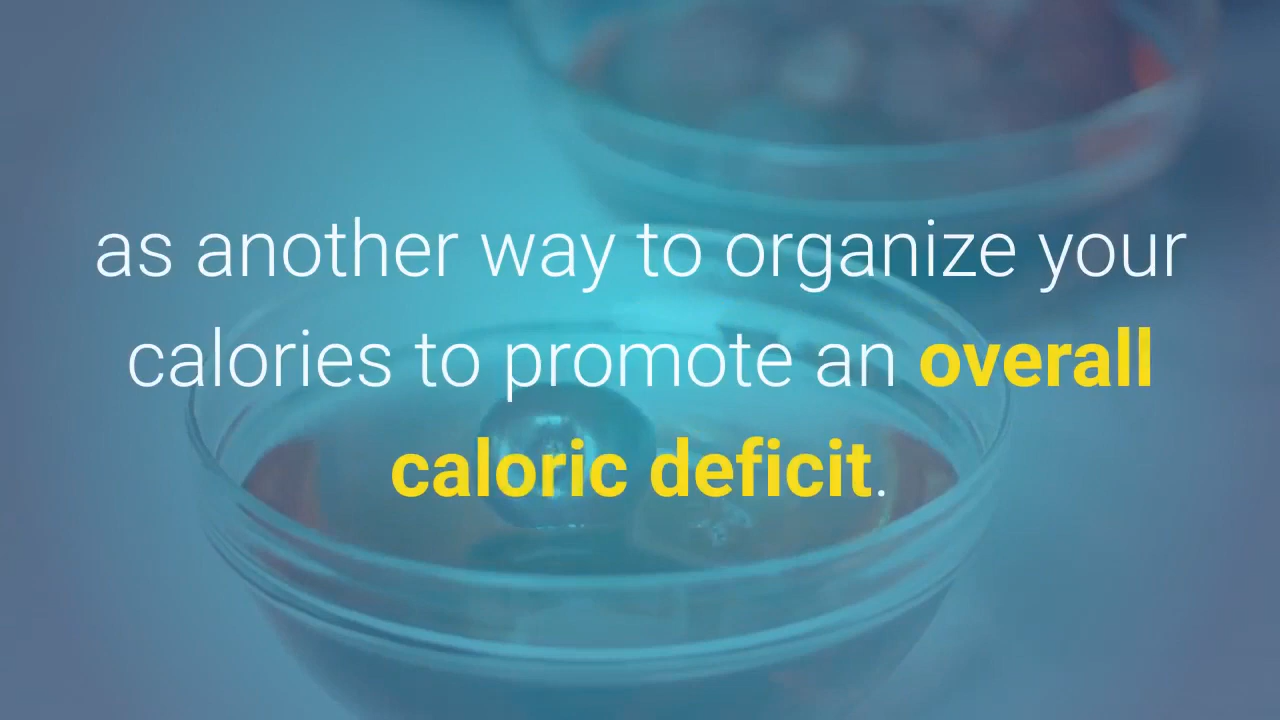 as another way to organize your
calories to promote an overall
caloric deficit.